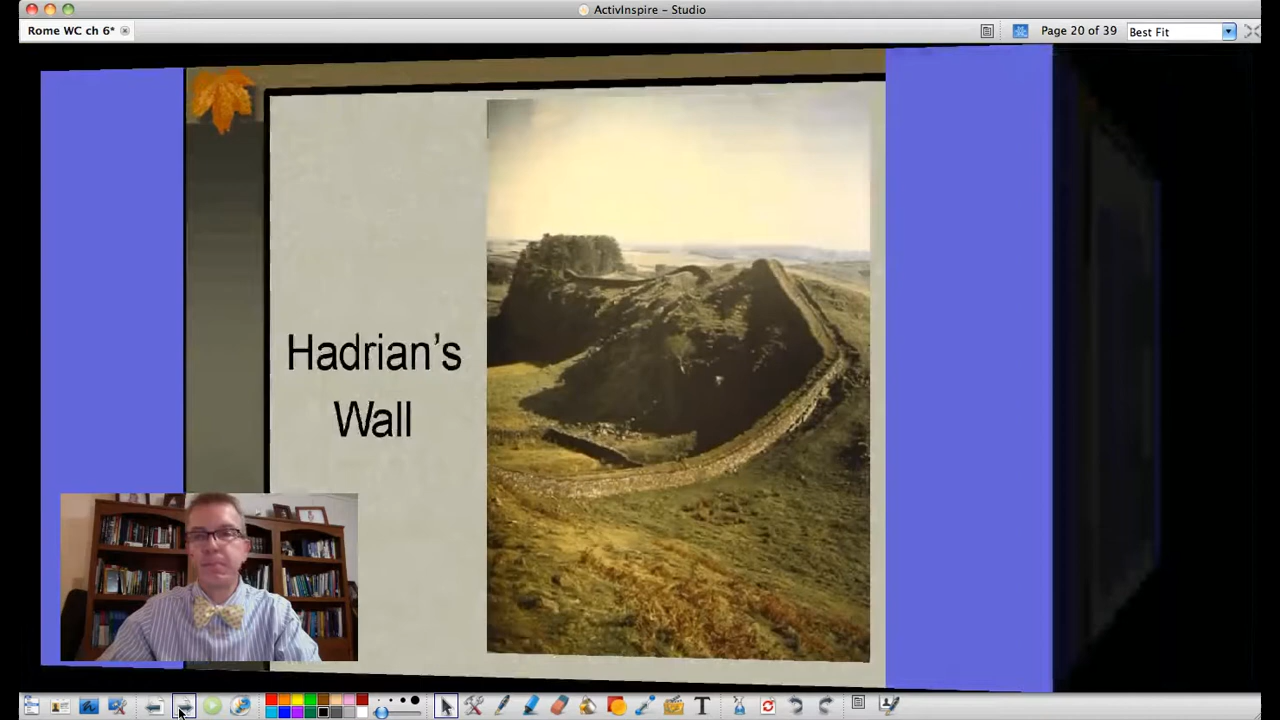 ActivInspire – Studio
Rome WC ch 6*
Page 20 of 39
Best Fit
Hadrian's
Wall
T